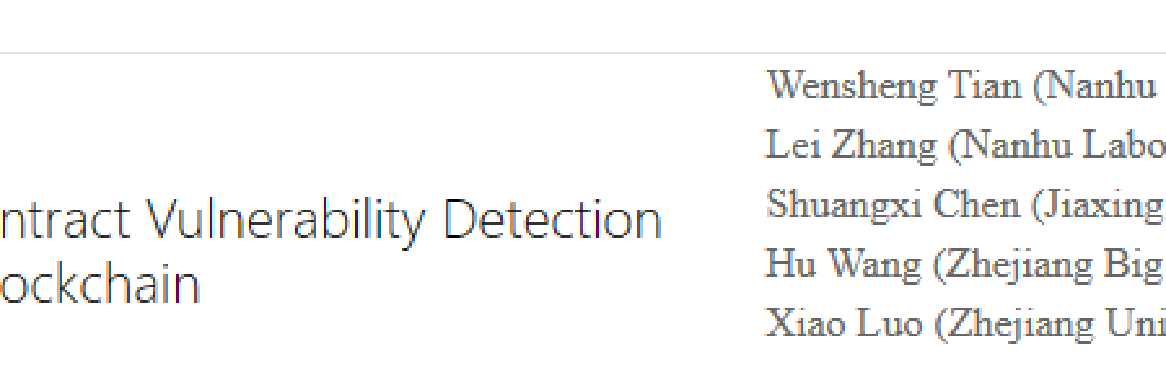 ntract Vulnerability Detection
ockchain
Wensheng Tian (Nanhu
Lei Zhang (Nanhu Labo
Shuangxi Chen (Jiaxing
Hu Wang (Zhejiang Big
Xiao Luo (Zhejiang Uni